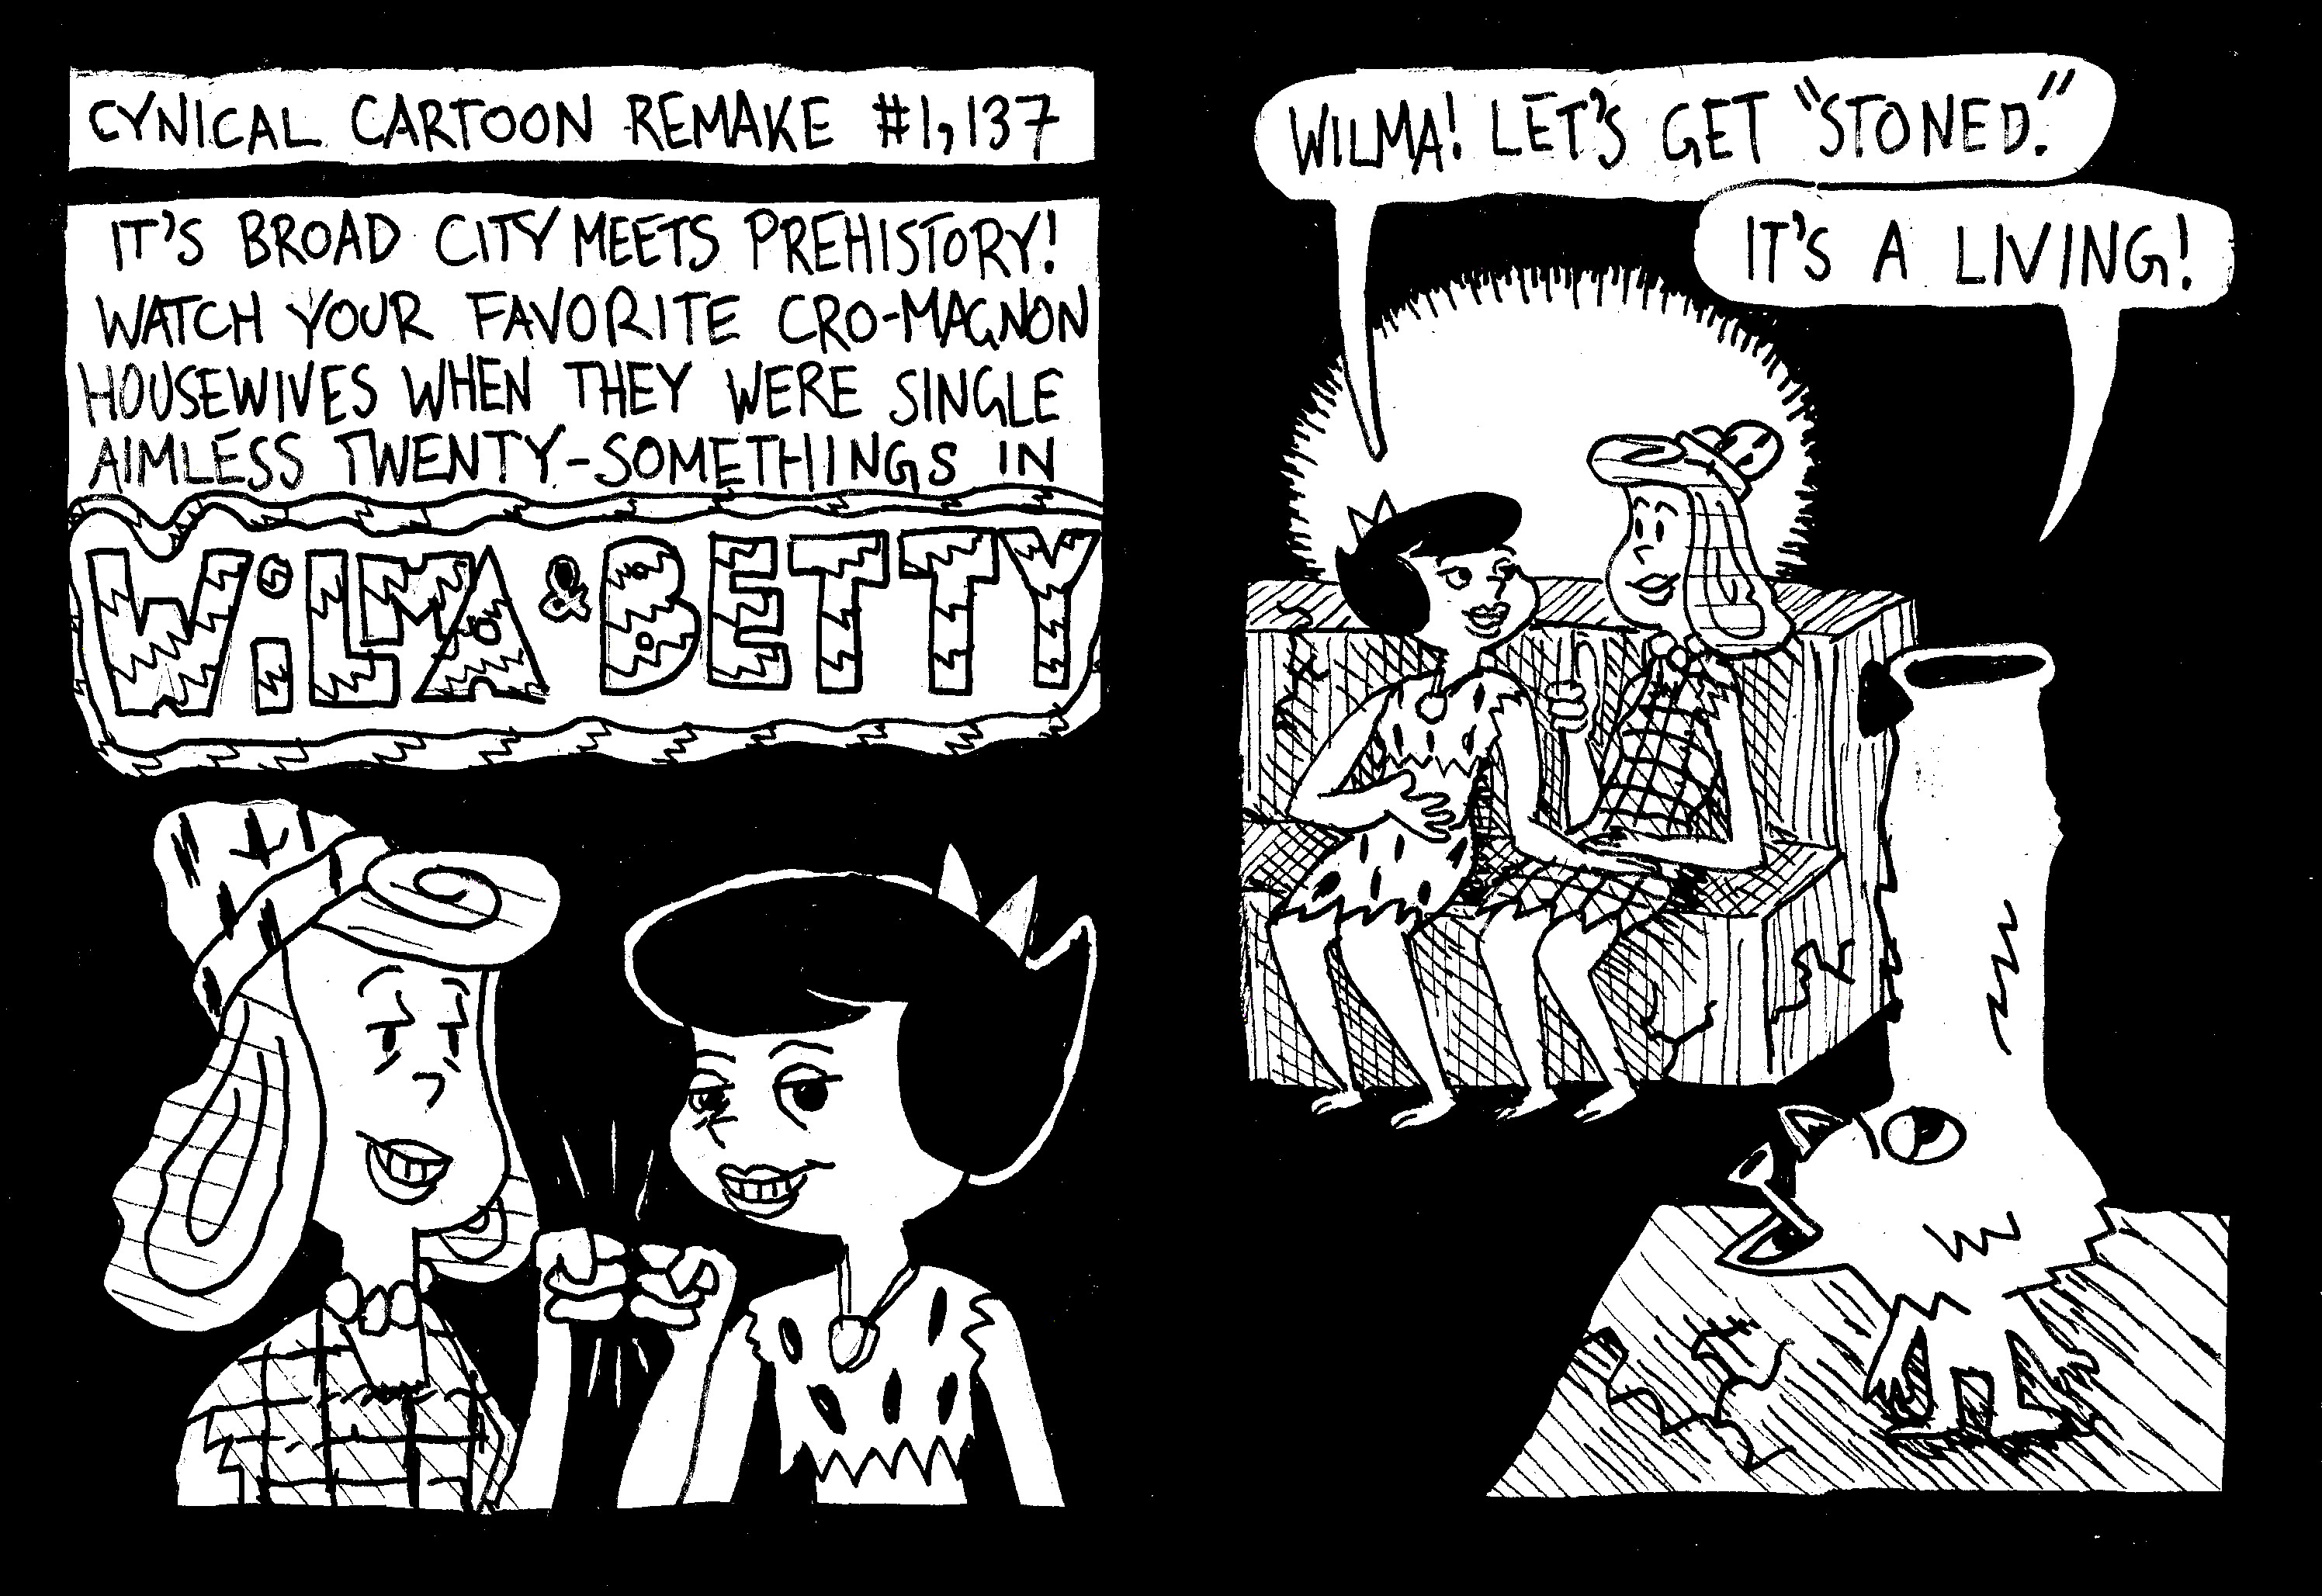 CYNICAL CARTOON REMAKE #1,137
IT'S BROAD CITY MEETS PREHISTORY!
WATCH YOUR FAVORITE CRO-MAGNON
HOUSEWIVES WHEN THEY WERE SINGLE
AIMLESS TWENTY-SOMETHINGS IN
WILMA & BETTY
WILMA! LET'S GET "STONED."
IT'S A LIVING!